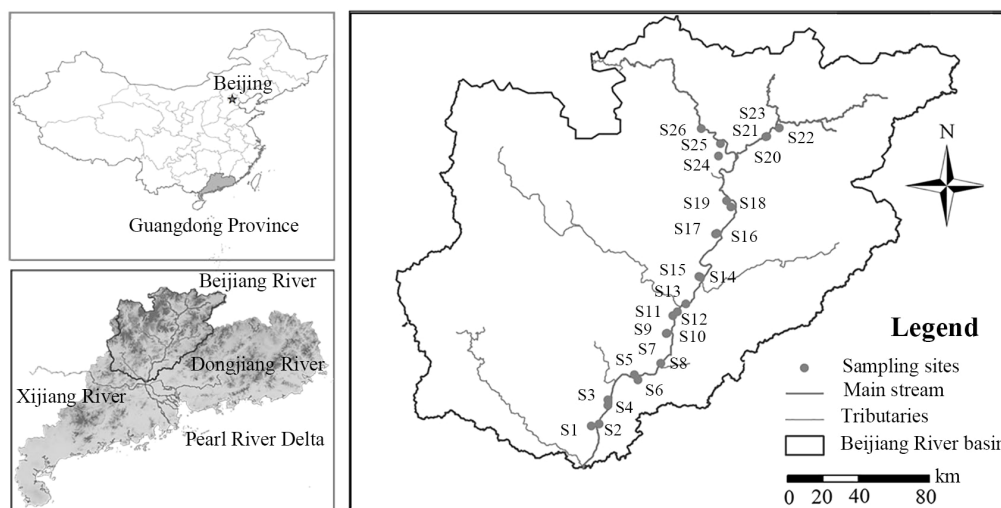 Beijing
Guangdong Province
Beijiang River
Dongjiang River
Xijiang River
Pearl River Delta
S23
S26
S21
S22
S25
S20
S24
S19
S18
S17
S16
S15
S14
S13
S11
S12
S9
S10
S7
S5
S8
S6
S3
S4
S1
S2
N
Legend
Sampling sites
Main stream
Tributaries
Beijiang River basin
km
0 20 40 80